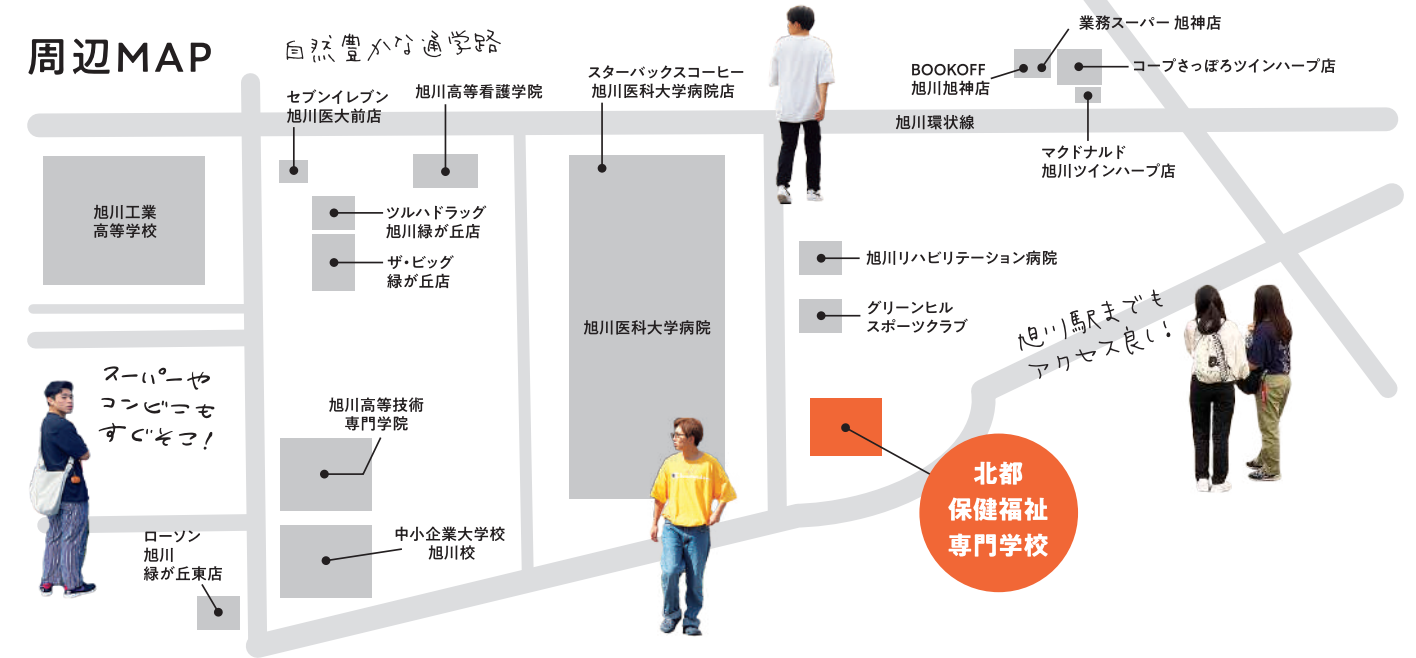 周辺MAP
自然豊かな通学路
セブンイレブン
旭川医大前店
旭川高等看護学院
スターバックスコーヒー
旭川医科大学病院店
BOOKOFF
旭川旭神店
業務スーパー 旭神店
コープさっぽろツインハープ店
旭川環状線
マクドナルド
旭川ツインハープ店
旭川工業
高等学校
ツルハドラッグ
旭川緑が丘店
ザ・ビッグ
緑が丘店
旭川リハビリテーション病院
グリーンヒル
スポーツクラブ
旭川医科大学病院
旭川駅までも
アクセス良し!
スーパーや
コンビニも
すぐそこ!
旭川高等技術
専門学院
北都
保健福祉
専門学校
中小企業大学校
旭川校
ローソン
旭川
緑が丘東店